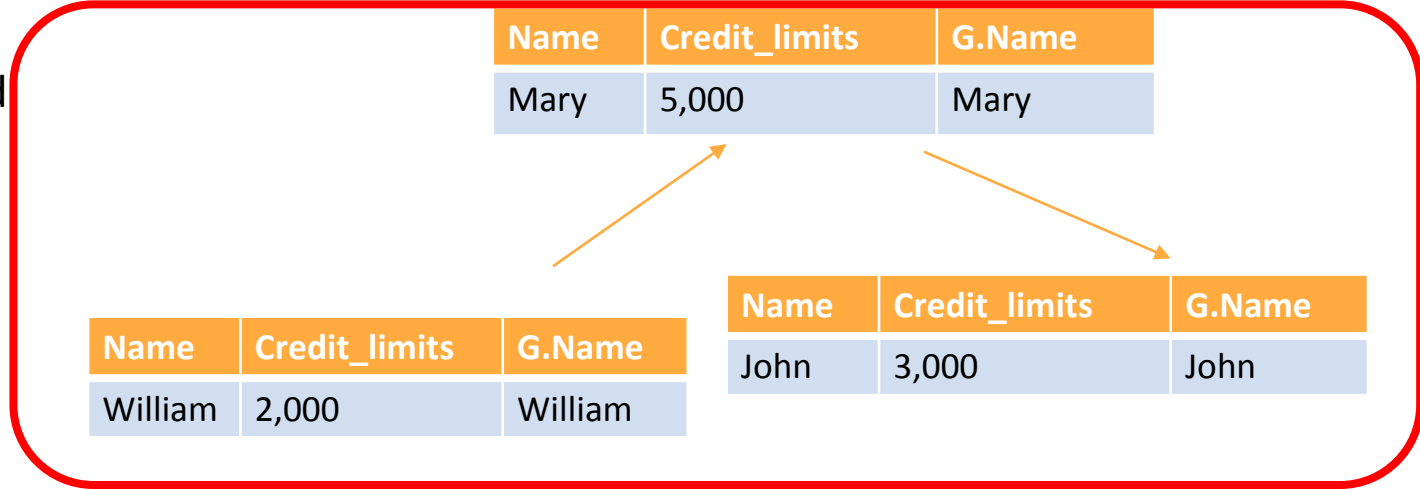 Name Credit_limits G.Name
Mary 5,000 Mary
Name Credit_limits G.Name
William 2,000 William
Name Credit_limits G.Name
John 3,000 John